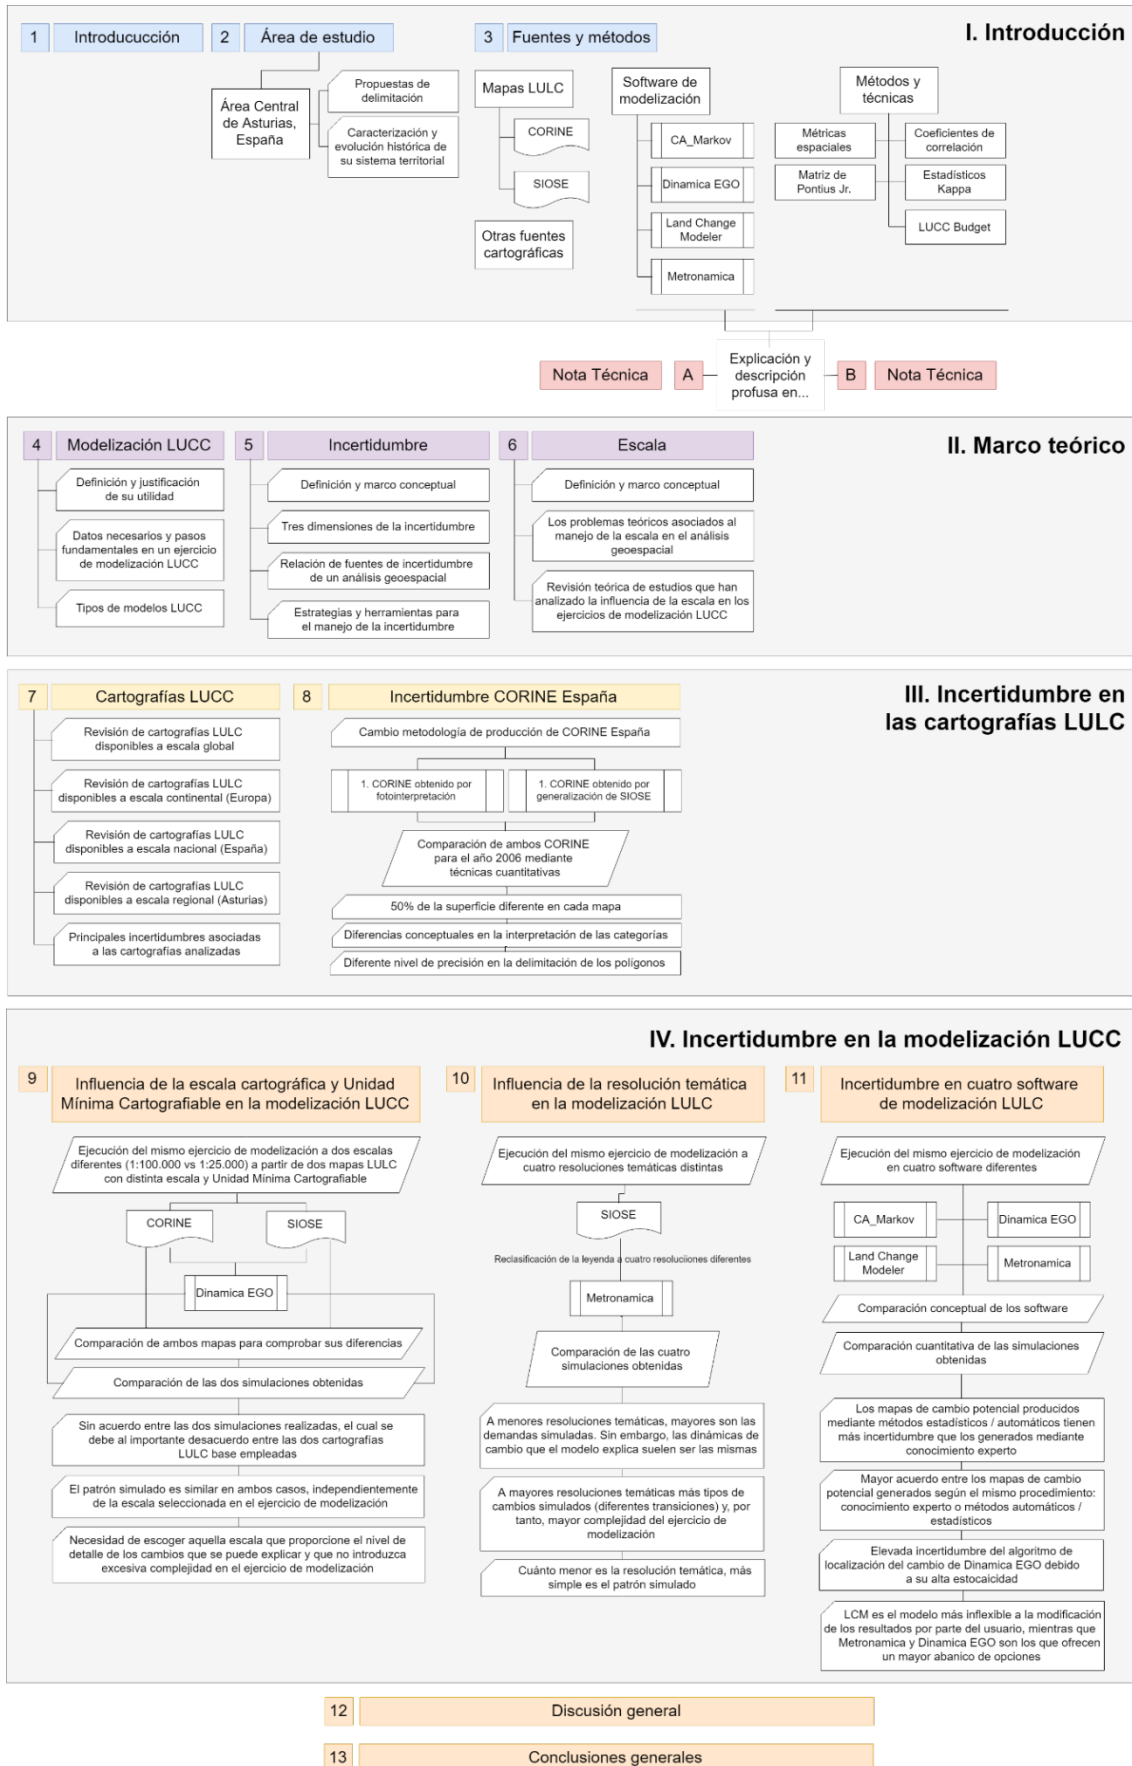 I. Introducción
1 Introducucción
2 Área de estudio
Área Central
de Asturias,
España
Propuestas de
delimitación
Caracterización y
evolución histórica de
su sistema territorial
3 Fuentes y métodos
Mapas LULC
CORINE
SIOSE
Otras fuentes
cartográficas
Software de
modelización
CA_Markov
Dinamica EGO
Land Change
Modeler
Metronamica
Métodos y
técnicas
Métricas
espaciales
Coeficientes de
correlación
Matriz de
Pontius Jr.
Estadísticos
Kappa
LUCC Budget
Nota Técnica A
Explicación y
descripción
profusa en...
B Nota Técnica
II. Marco teórico
4 Modelización LUCC
Definición y justificación
de su utilidad
Datos necesarios y pasos
fundamentales en un ejercicio
de modelización LUCC
Tipos de modelos LUCC
5 Incertidumbre
Definición y marco conceptual
Tres dimensiones de la incertidumbre
Relación de fuentes de incertidumbre
de un análisis geoespacial
Estrategias y herramientas para
el manejo de la incertidumbre
6 Escala
Definición y marco conceptual
Los problemas teóricos asociados al
manejo de la escala en el análisis
geoespacial
Revisión teórica de estudios que han
analizado la influencia de la escala en los
ejercicios de modelización LUCC
III. Incertidumbre en
las cartografías LULC
7 Cartografías LUCC
Revisión de cartografías LULC
disponibles a escala global
Revisión de cartografías LULC
disponibles a escala continental (Europa)
Revisión de cartografías LULC
disponibles a escala nacional (España)
Revisión de cartografías LULC
disponibles a escala regional (Asturias)
Principales incertidumbres asociadas
a las cartografías analizadas
8 Incertidumbre CORINE España
Cambio metodología de producción de CORINE España
1. CORINE obtenido por
fotointerpretación
1. CORINE obtenido por
generalización de SIOSE
Comparación de ambos CORINE
para el año 2006 mediante
técnicas cuantitativas
50% de la superficie diferente en cada mapa
Diferencias conceptuales en la interpretación de las categorías
Diferente nivel de precisión en la delimitación de los polígonos
IV. Incertidumbre en la modelización LUCC
9 Influencia de la escala cartográfica y Unidad
Mínima Cartografiable en la modelización LUCC
Ejecución del mismo ejercicio de modelización a dos escalas
diferentes (1:100.000 vs 1:25.000) a partir de dos mapas LULC
con distinta escala y Unidad Mínima Cartografiable
CORINE
SIOSE
Dinamica EGO
Comparación de ambos mapas para comprobar sus diferencias
Comparación de las dos simulaciones obtenidas
Sin acuerdo entre las dos simulaciones realizadas, el cual se
debe al importante desacuerdo entre las dos cartografías
LULC base empleadas
El patrón simulado es similar en ambos casos, independientemente
de la escala seleccionada en el ejercicio de modelización
Necesidad de escoger aquella escala que proporcione el nivel de
detalle de los cambios que se puede explicar y que no introduzca
excesiva complejidad en el ejercicio de modelización
10 Influencia de la resolución temática
en la modelización LULC
Ejecución del mismo ejercicio de modelización a
cuatro resoluciones temáticas distintas
SIOSE
Reclasificación de la leyenda a cuatro resoluciiones diferentes
Metronamica
Comparación de las cuatro
simulaciones obtenidas
A menores resoluciones temáticas, mayores son las
demandas simuladas. Sin embargo, las dinámicas de
cambio que el modelo explica suelen ser las mismas
A mayores resoluciones temáticas más tipos de
cambios simulados (diferentes transiciones) y, por
tanto, mayor complejidad del ejercicio de
modelización
Cuánto menor es la resolución temática, más
simple es el patrón simulado
11 Incertidumbre en cuatro software
de modelización LULC
Ejecución del mismo ejercicio de modelización
en cuatro software diferentes
CA_Markov
Dinamica EGO
Land Change
Modeler
Metronamica
Comparación conceptual de los software
Comparación cuantitativa de las simulaciones
obtenidas
Los mapas de cambio potencial producidos
mediante métodos estadísticos / automáticos tienen
más incertidumbre que los generados mediante
conocimiento experto
Mayor acuerdo entre los mapas de cambio
potencial generados según el mismo procedimiento:
conocimiento experto o métodos automáticos /
estadísticos
Elevada incertidumbre del algoritmo de
localización del cambio de Dinamica EGO debido
a su alta estocaicidad
LCM es el modelo más inflexible a la modificación
de los resultados por parte del usuario, mientras que
Metronamica y Dinamica EGO son los que ofrecen
un mayor abanico de opciones
12 Discusión general
13 Conclusiones generales